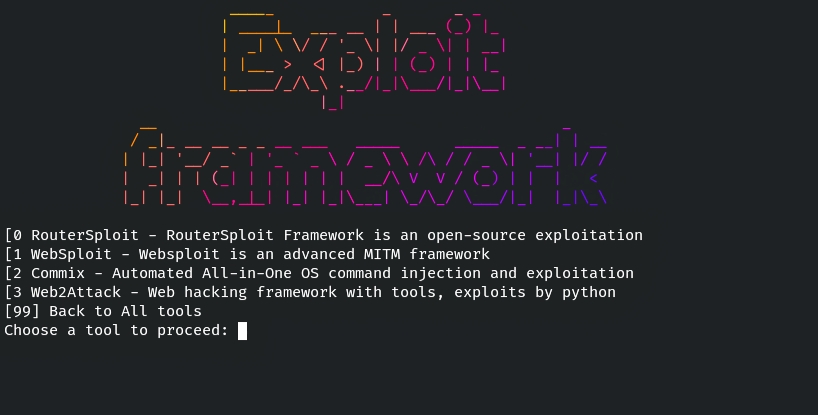 Exploit
framework
[0 RouterSploit - RouterSploit Framework is an open-source exploitation
[1 WebSploit - Websploit is an advanced MITM framework
[2 Commix - Automated All-in-One OS command injection and exploitation
[3 Web2Attack - Web hacking framework with tools, exploits by python
[99] Back to All tools
Choose a tool to proceed: